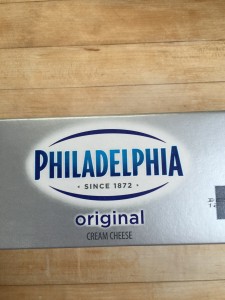 PHILADELPHIA
· SINCE 1872 ·
original
CREAM CHEESE